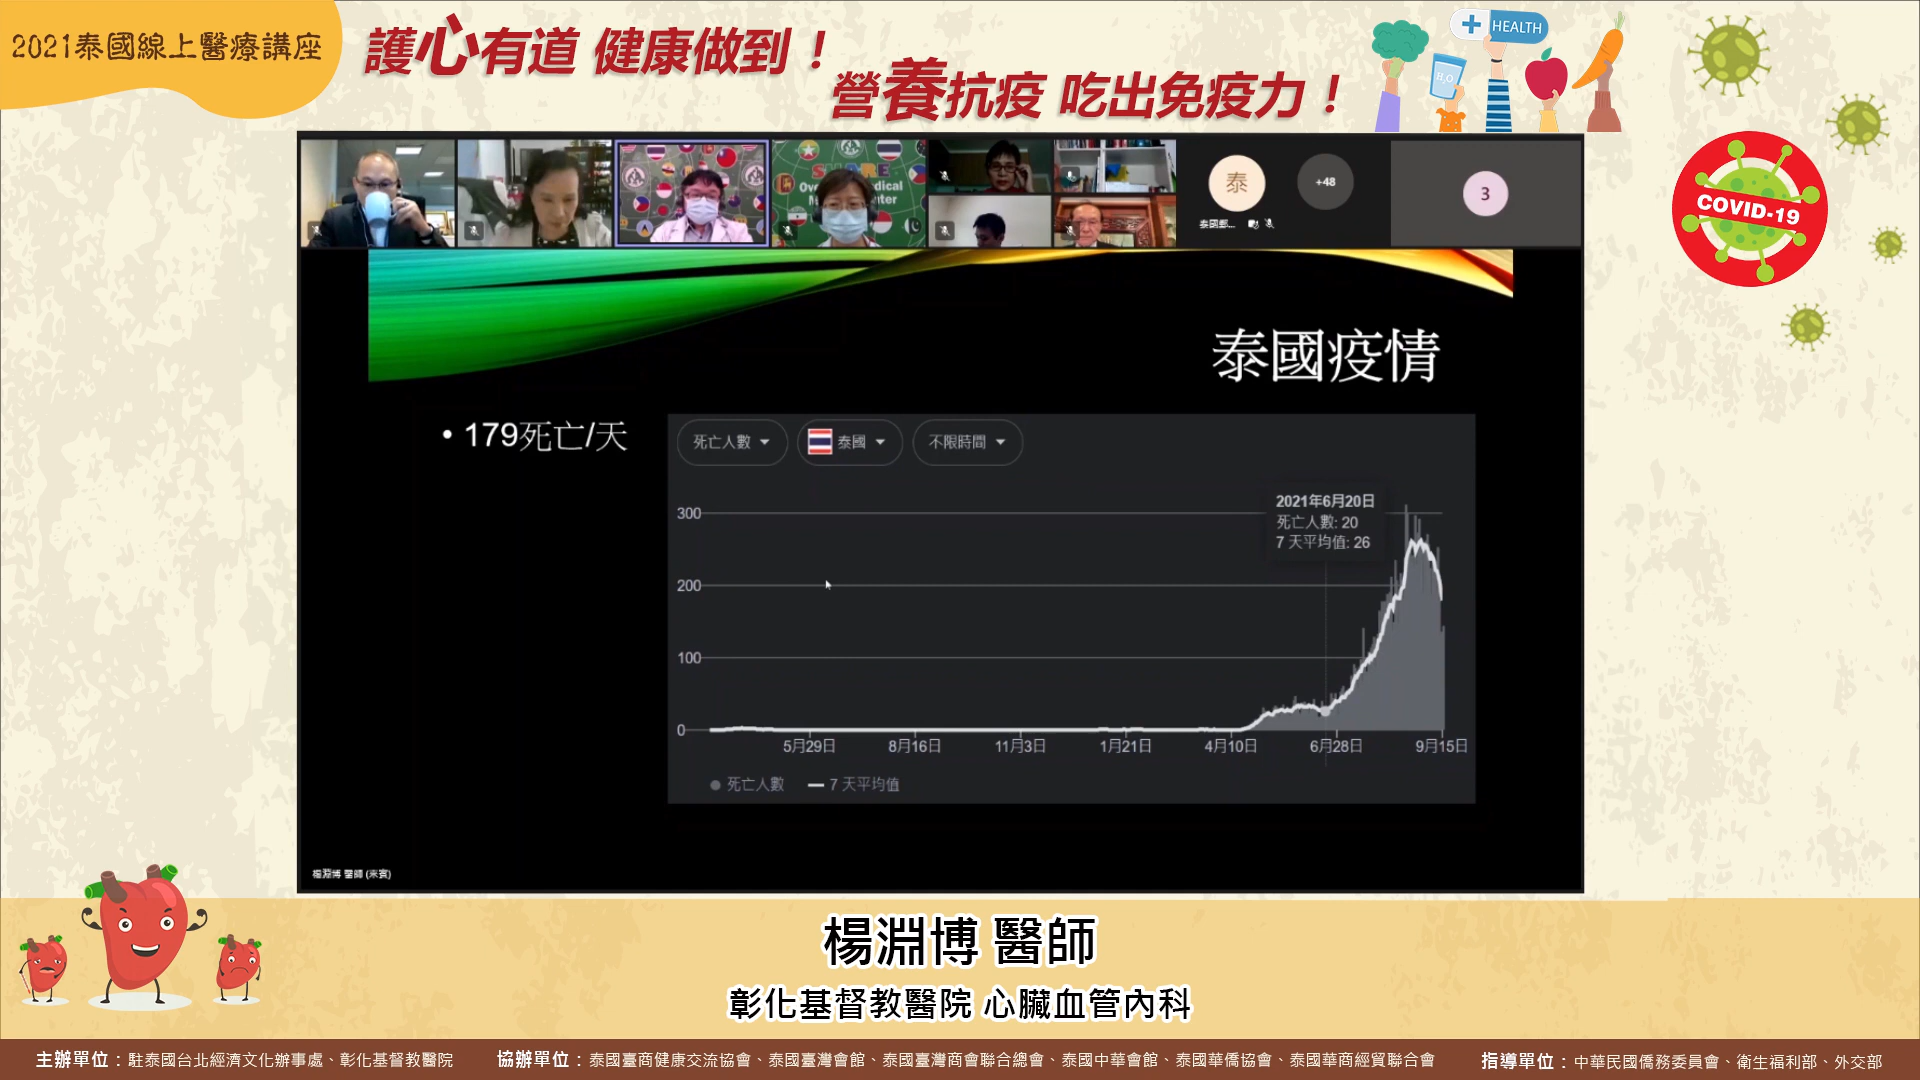 2021泰國線上醫療講座
護心有道 健康做到！
營養抗疫 吃出免疫力！
HEALTH
H₂O
COVID-19
SHARE
泰
+48
3
泰國疫情
• 179死亡/天
死亡人數
泰國
不限時間
2021年6月20日
死亡人數: 20
7 天平均值: 26
300
200
100
0
5月29日
8月16日
11月3日
1月21日
4月10日
6月28日
9月15日
死亡人數
7 天平均值
楊淵博 醫師 (來賓)
楊淵博 醫師
彰化基督教醫院 心臟血管內科
主辦單位：駐泰國台北經濟文化辦事處、彰化基督教醫院
協辦單位：泰國臺商健康交流協會、泰國臺灣會館、泰國臺灣商會聯合總會、泰國中華會館、泰國華僑協會、泰國華商經貿聯合會
指導單位：中華民國僑務委員會、衛生福利部、外交部